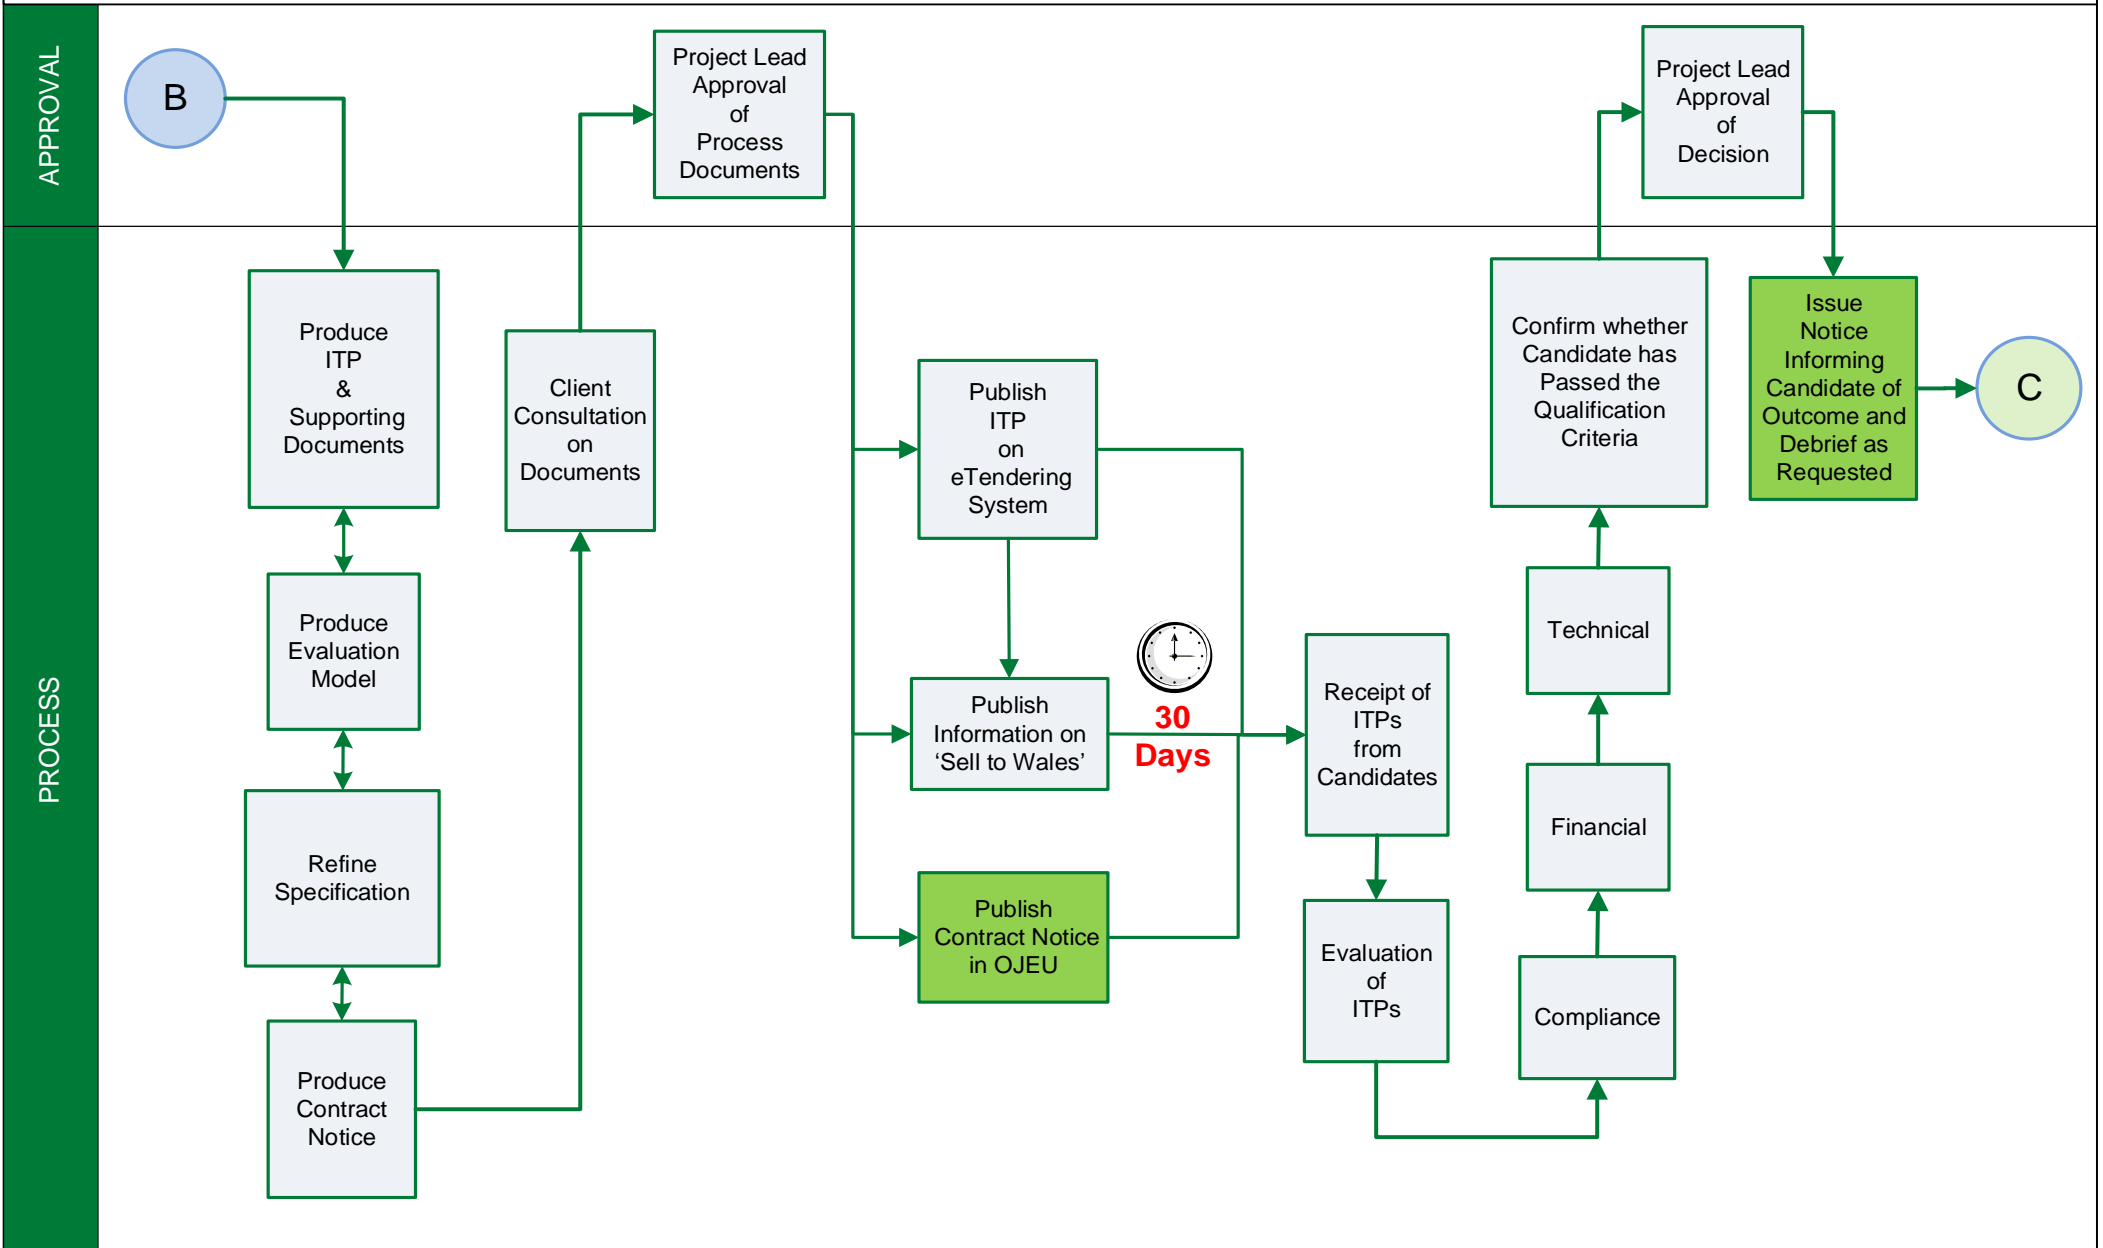 APPROVAL
B
Project Lead
Approval
of
Process
Documents
Project Lead
Approval
of
Decision
PROCESS
Produce
ITP
&
Supporting
Documents
Produce
Evaluation
Model
Refine
Specification
Produce
Contract
Notice
Client
Consultation
on
Documents
Publish
ITP
on
eTendering
System
Publish
Information on
‘Sell to Wales’
30
Days
Publish
Contract Notice
in OJEU
Receipt of
ITPs
from
Candidates
Evaluation
of
ITPs
Compliance
Financial
Technical
Confirm whether
Candidate has
Passed the
Qualification
Criteria
Issue
Notice
Informing
Candidate of
Outcome and
Debrief as
Requested
C